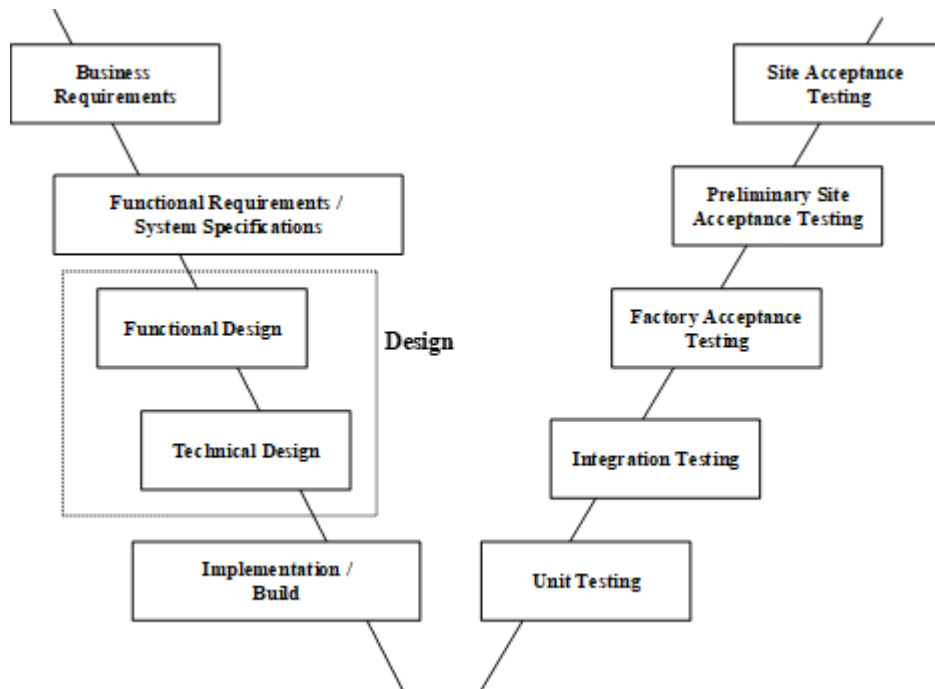 Business
Requirements
Site Acceptance
Testing
Functional Requirements /
System Specifications
Preliminary Site
Acceptance Testing
Functional Design
Design
Factory Acceptance
Testing
Technical Design
Integration Testing
Implementation /
Build
Unit Testing